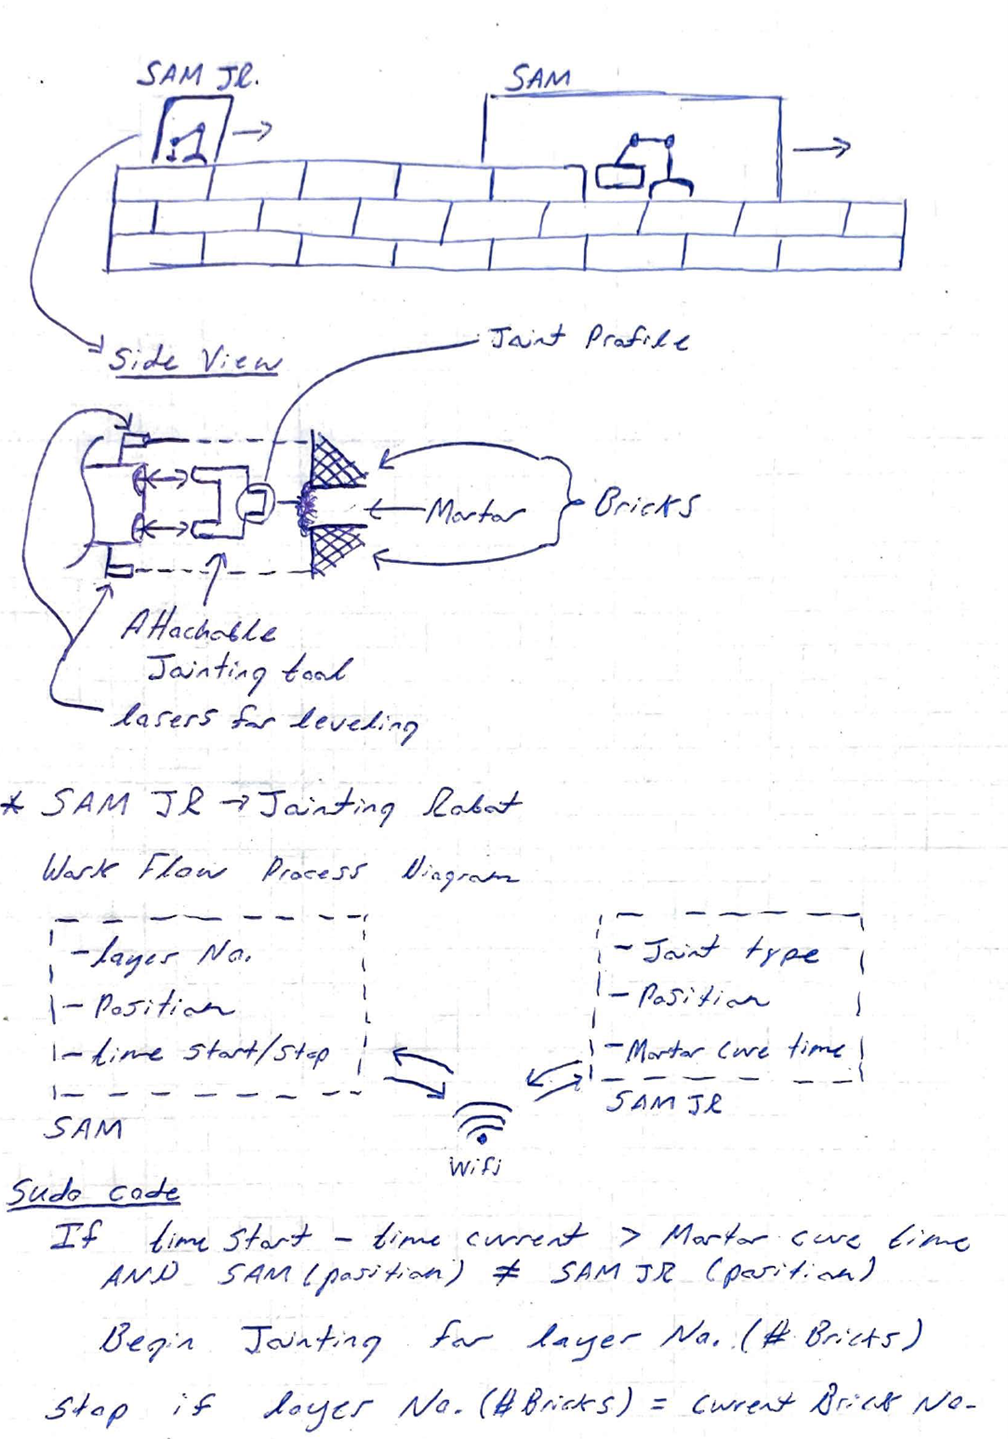 SAM JR.
SAM
Side View
Joint Profile
Mortar
Bricks
Attachable
Jointing tool
lasers for leveling
* SAM JR → Jointing Robot
Work Flow Process Diagram
- layer No.
- Position
- time start/stop
SAM
- Joint type
- Position
- Mortar cure time
SAM JR
Wifi
Sudo code
If time start - time current > Mortar cure time
AND SAM (position) ≠ SAM JR (position)
Begin Jointing for layer No. (# Bricks)
Stop if layer No. (# Bricks) = current Brick No.